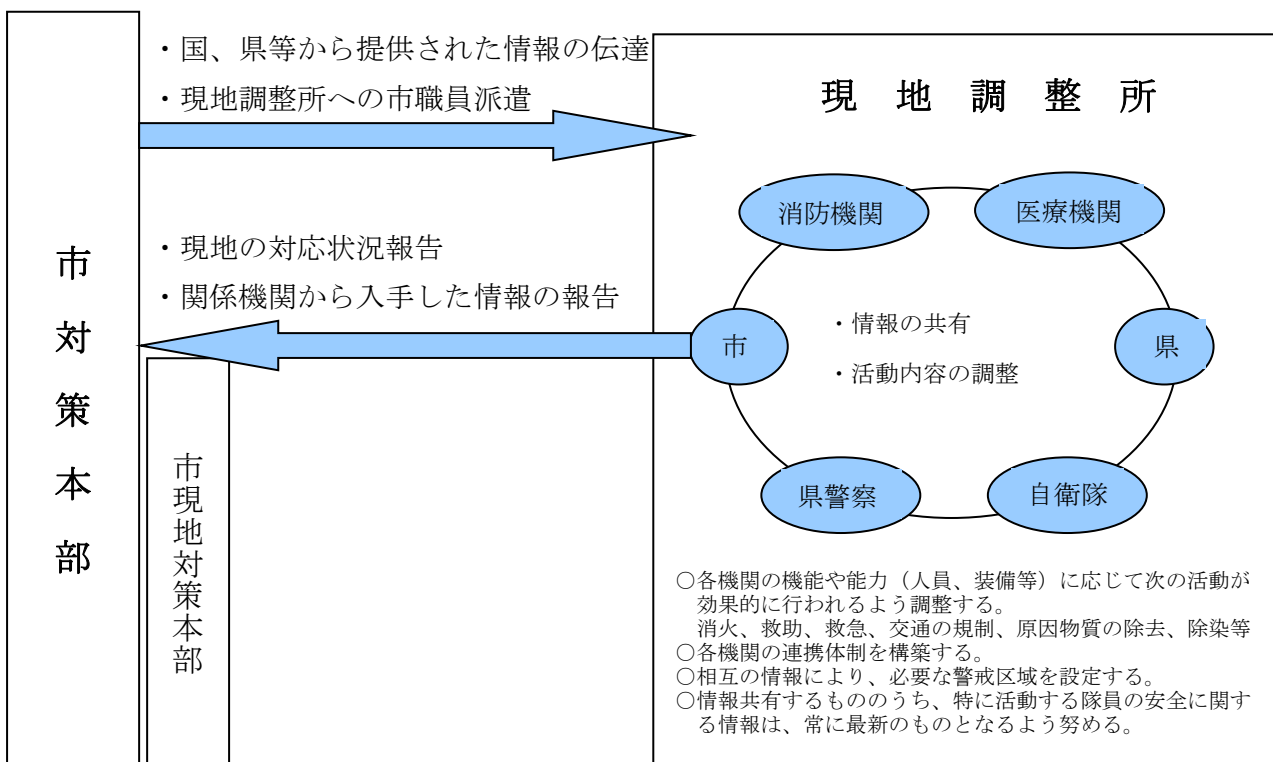 ・国、県等から提供された情報の伝達
・現地調整所への市職員派遣
・現地の対応状況報告
・関係機関から入手した情報の報告
市対策本部
市現地対策本部
現地調整所
消防機関
医療機関
市
・情報の共有
・活動内容の調整
県
県警察
自衛隊
○各機関の機能や能力（人員、装備等）に応じて次の活動が
効果的に行われるよう調整する。
消火、救助、救急、交通の規制、原因物質の除去、除染等
○各機関の連携体制を構築する。
○相互の情報により、必要な警戒区域を設定する。
○情報共有するもののうち、特に活動する隊員の安全に関す
る情報は、常に最新のものとなるよう努める。